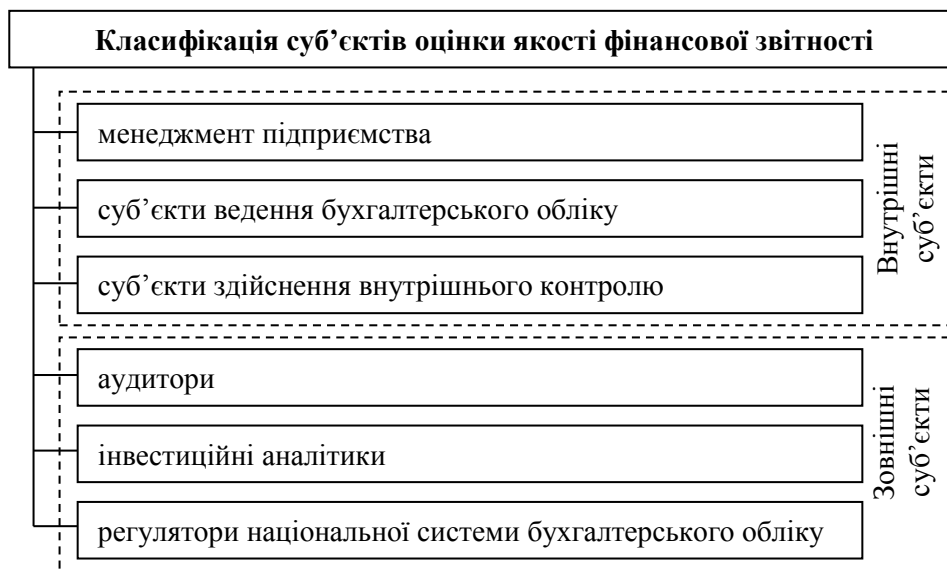 Класифікація суб’єктів оцінки якості фінансової звітності
менеджмент підприємства
суб’єкти ведення бухгалтерського обліку
суб’єкти здійснення внутрішнього контролю
Внутрішні
суб’єкти
аудитори
інвестиційні аналітики
регулятори національної системи бухгалтерського обліку
Зовнішні
суб’єкти